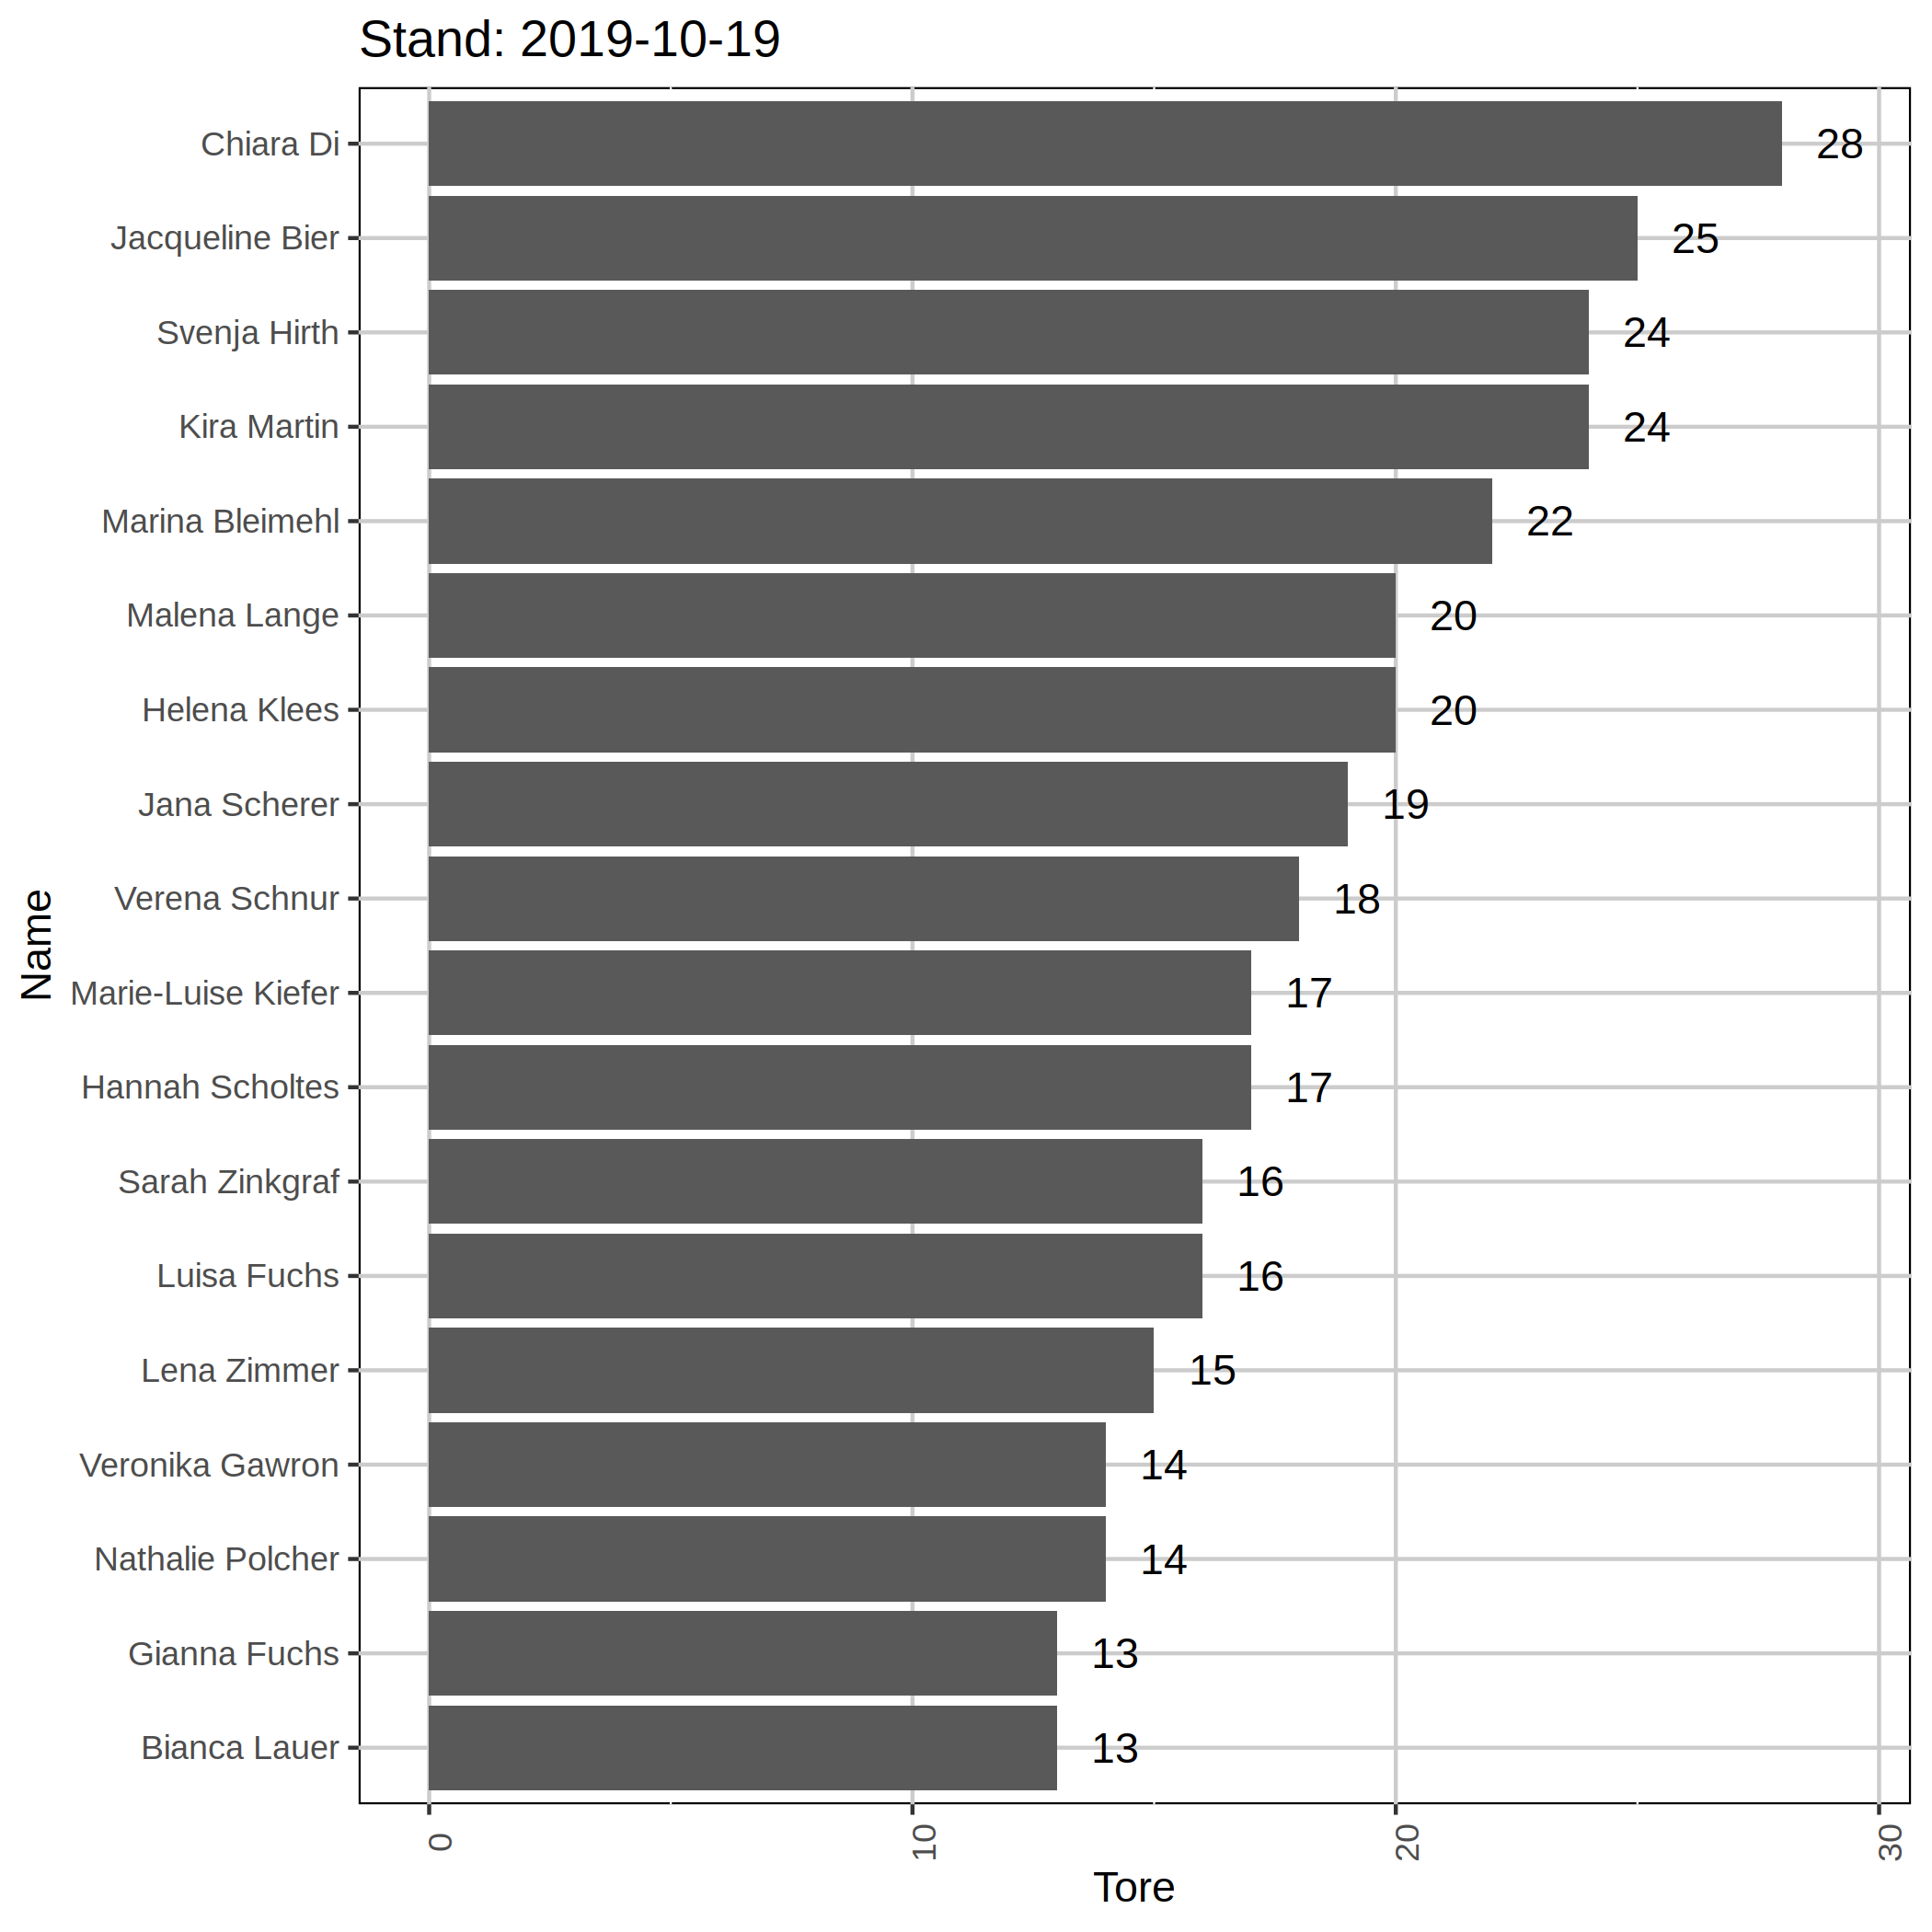 Stand: 2019-10-19
Chiara Di 28
Jacqueline Bier 25
Svenja Hirth 24
Kira Martin 24
Marina Bleimehl 22
Malena Lange 20
Helena Klees 20
Jana Scherer 19
Verena Schnur 18
Marie-Luise Kiefer 17
Hannah Scholtes 17
Sarah Zinkgraf 16
Luisa Fuchs 16
Lena Zimmer 15
Veronika Gawron 14
Nathalie Polcher 14
Gianna Fuchs 13
Bianca Lauer 13
Name
0 10 20 30
Tore